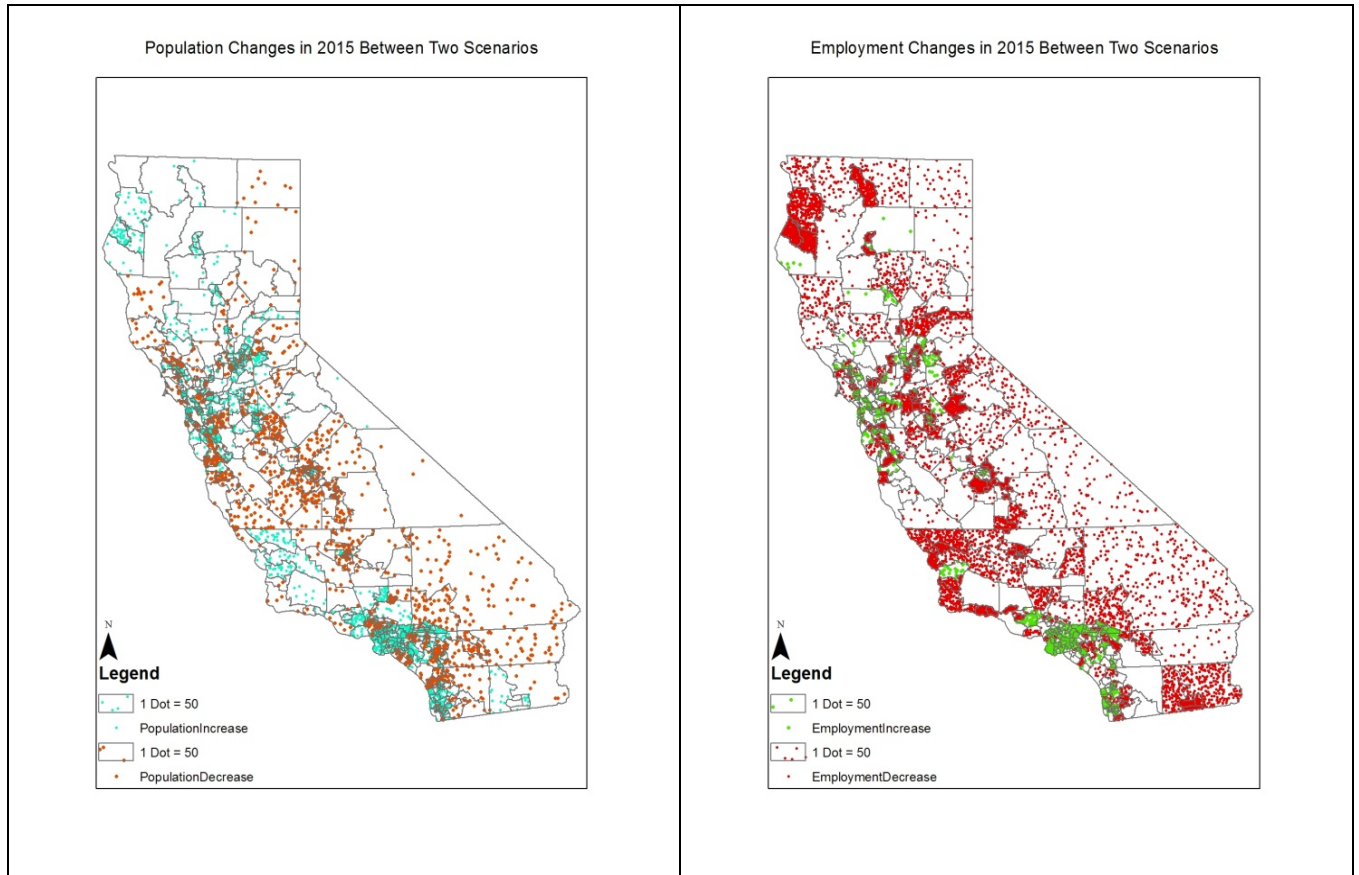 Population Changes in 2015 Between Two Scenarios
N
Legend
1 Dot = 50
PopulationIncrease
1 Dot = 50
PopulationDecrease
Employment Changes in 2015 Between Two Scenarios
N
Legend
1 Dot = 50
EmploymentIncrease
1 Dot = 50
EmploymentDecrease